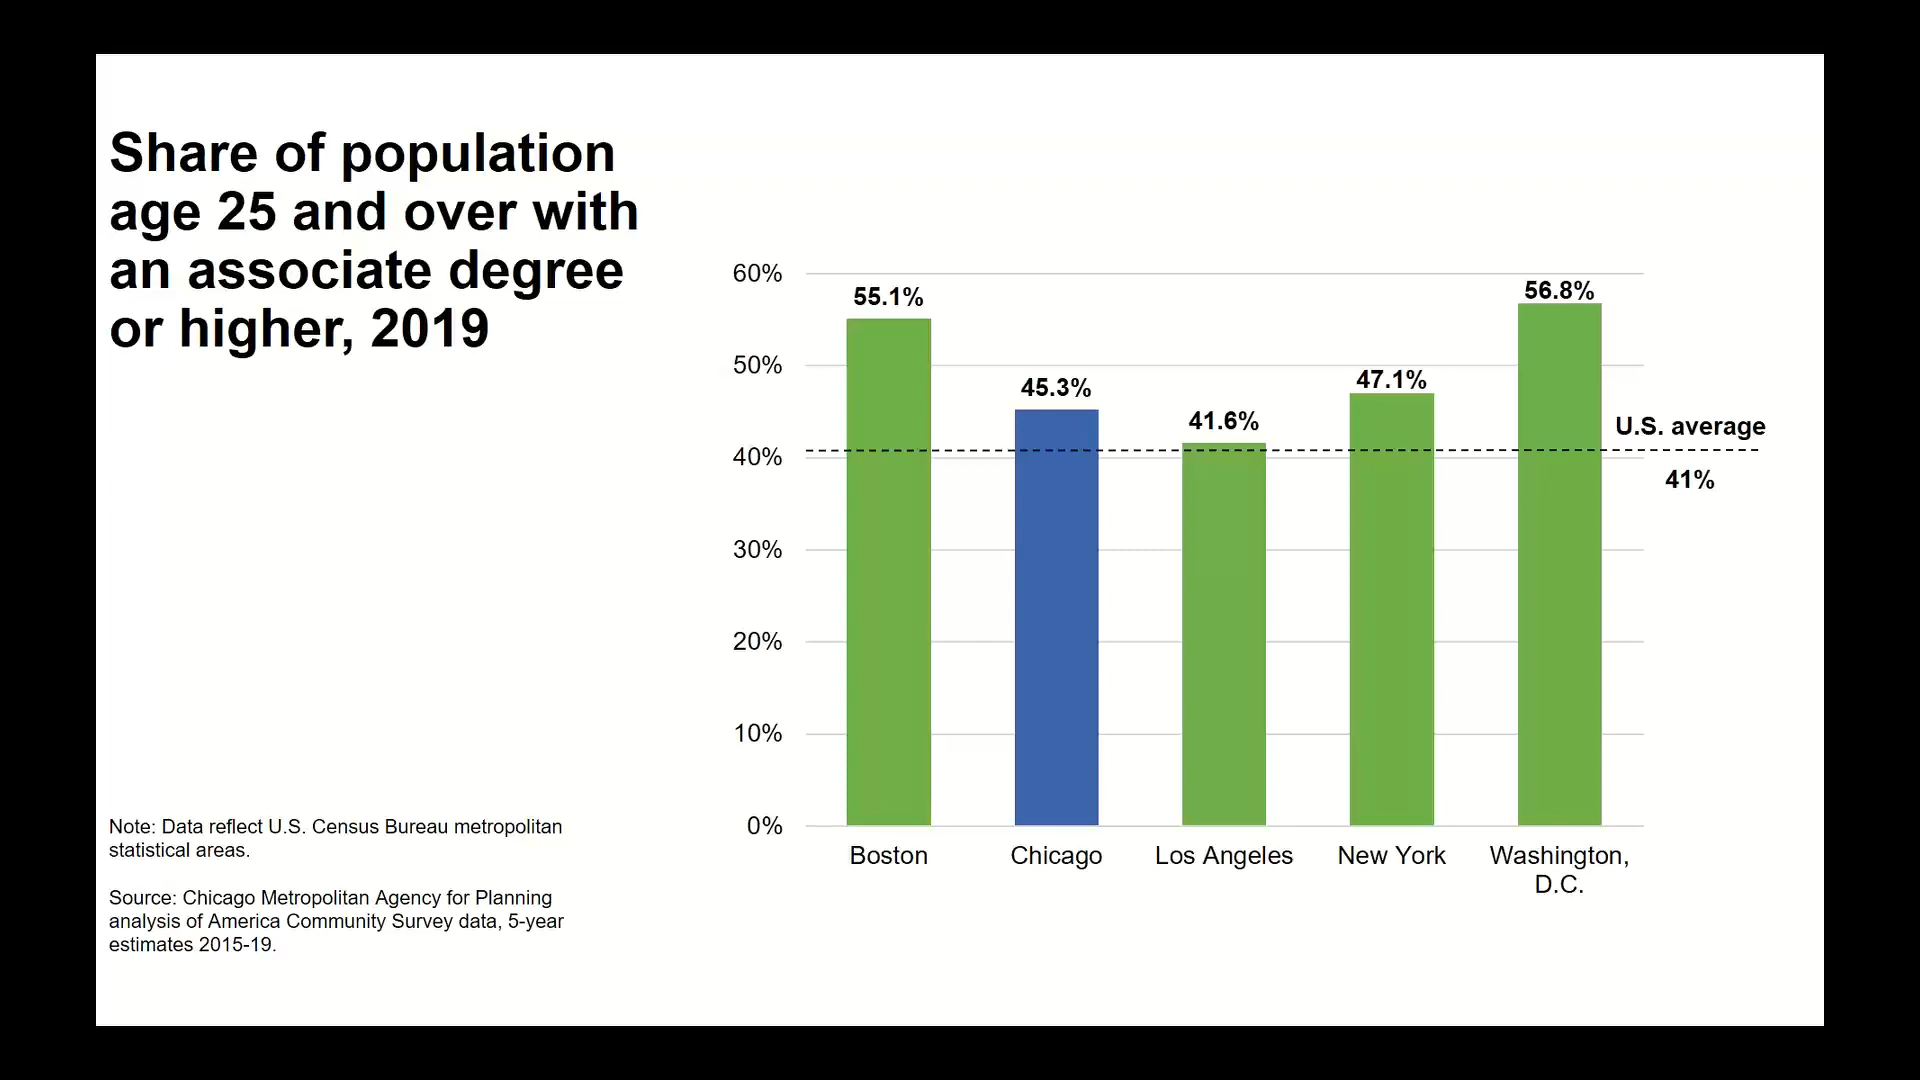 Share of population
age 25 and over with
an associate degree
or higher, 2019
60%
50%
40%
30%
20%
10%
0%
55.1%
45.3%
41.6%
47.1%
56.8%
U.S. average
41%
Boston
Chicago
Los Angeles
New York
Washington,
D.C.
Note: Data reflect U.S. Census Bureau metropolitan
statistical areas.
Source: Chicago Metropolitan Agency for Planning
analysis of America Community Survey data, 5-year
estimates 2015-19.